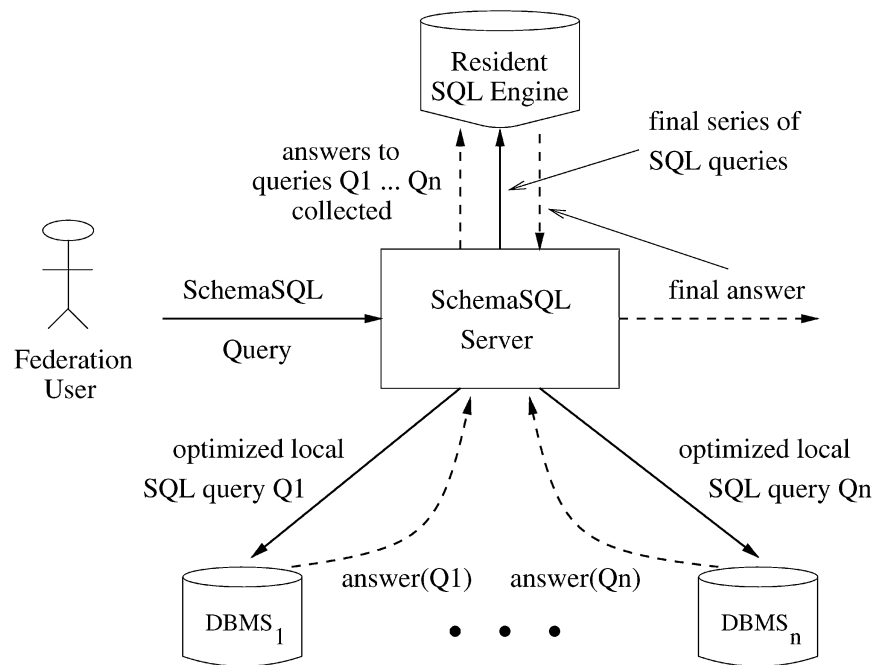 Resident
SQL Engine
final series of
SQL queries
answers to
queries Q1 ... Qn
collected
SchemaSQL
Query
SchemaSQL
Server
final answer
Federation
User
optimized local
SQL query Q1
optimized local
SQL query Qn
answer(Q1)
answer(Qn)
DBMS1
DBMSn